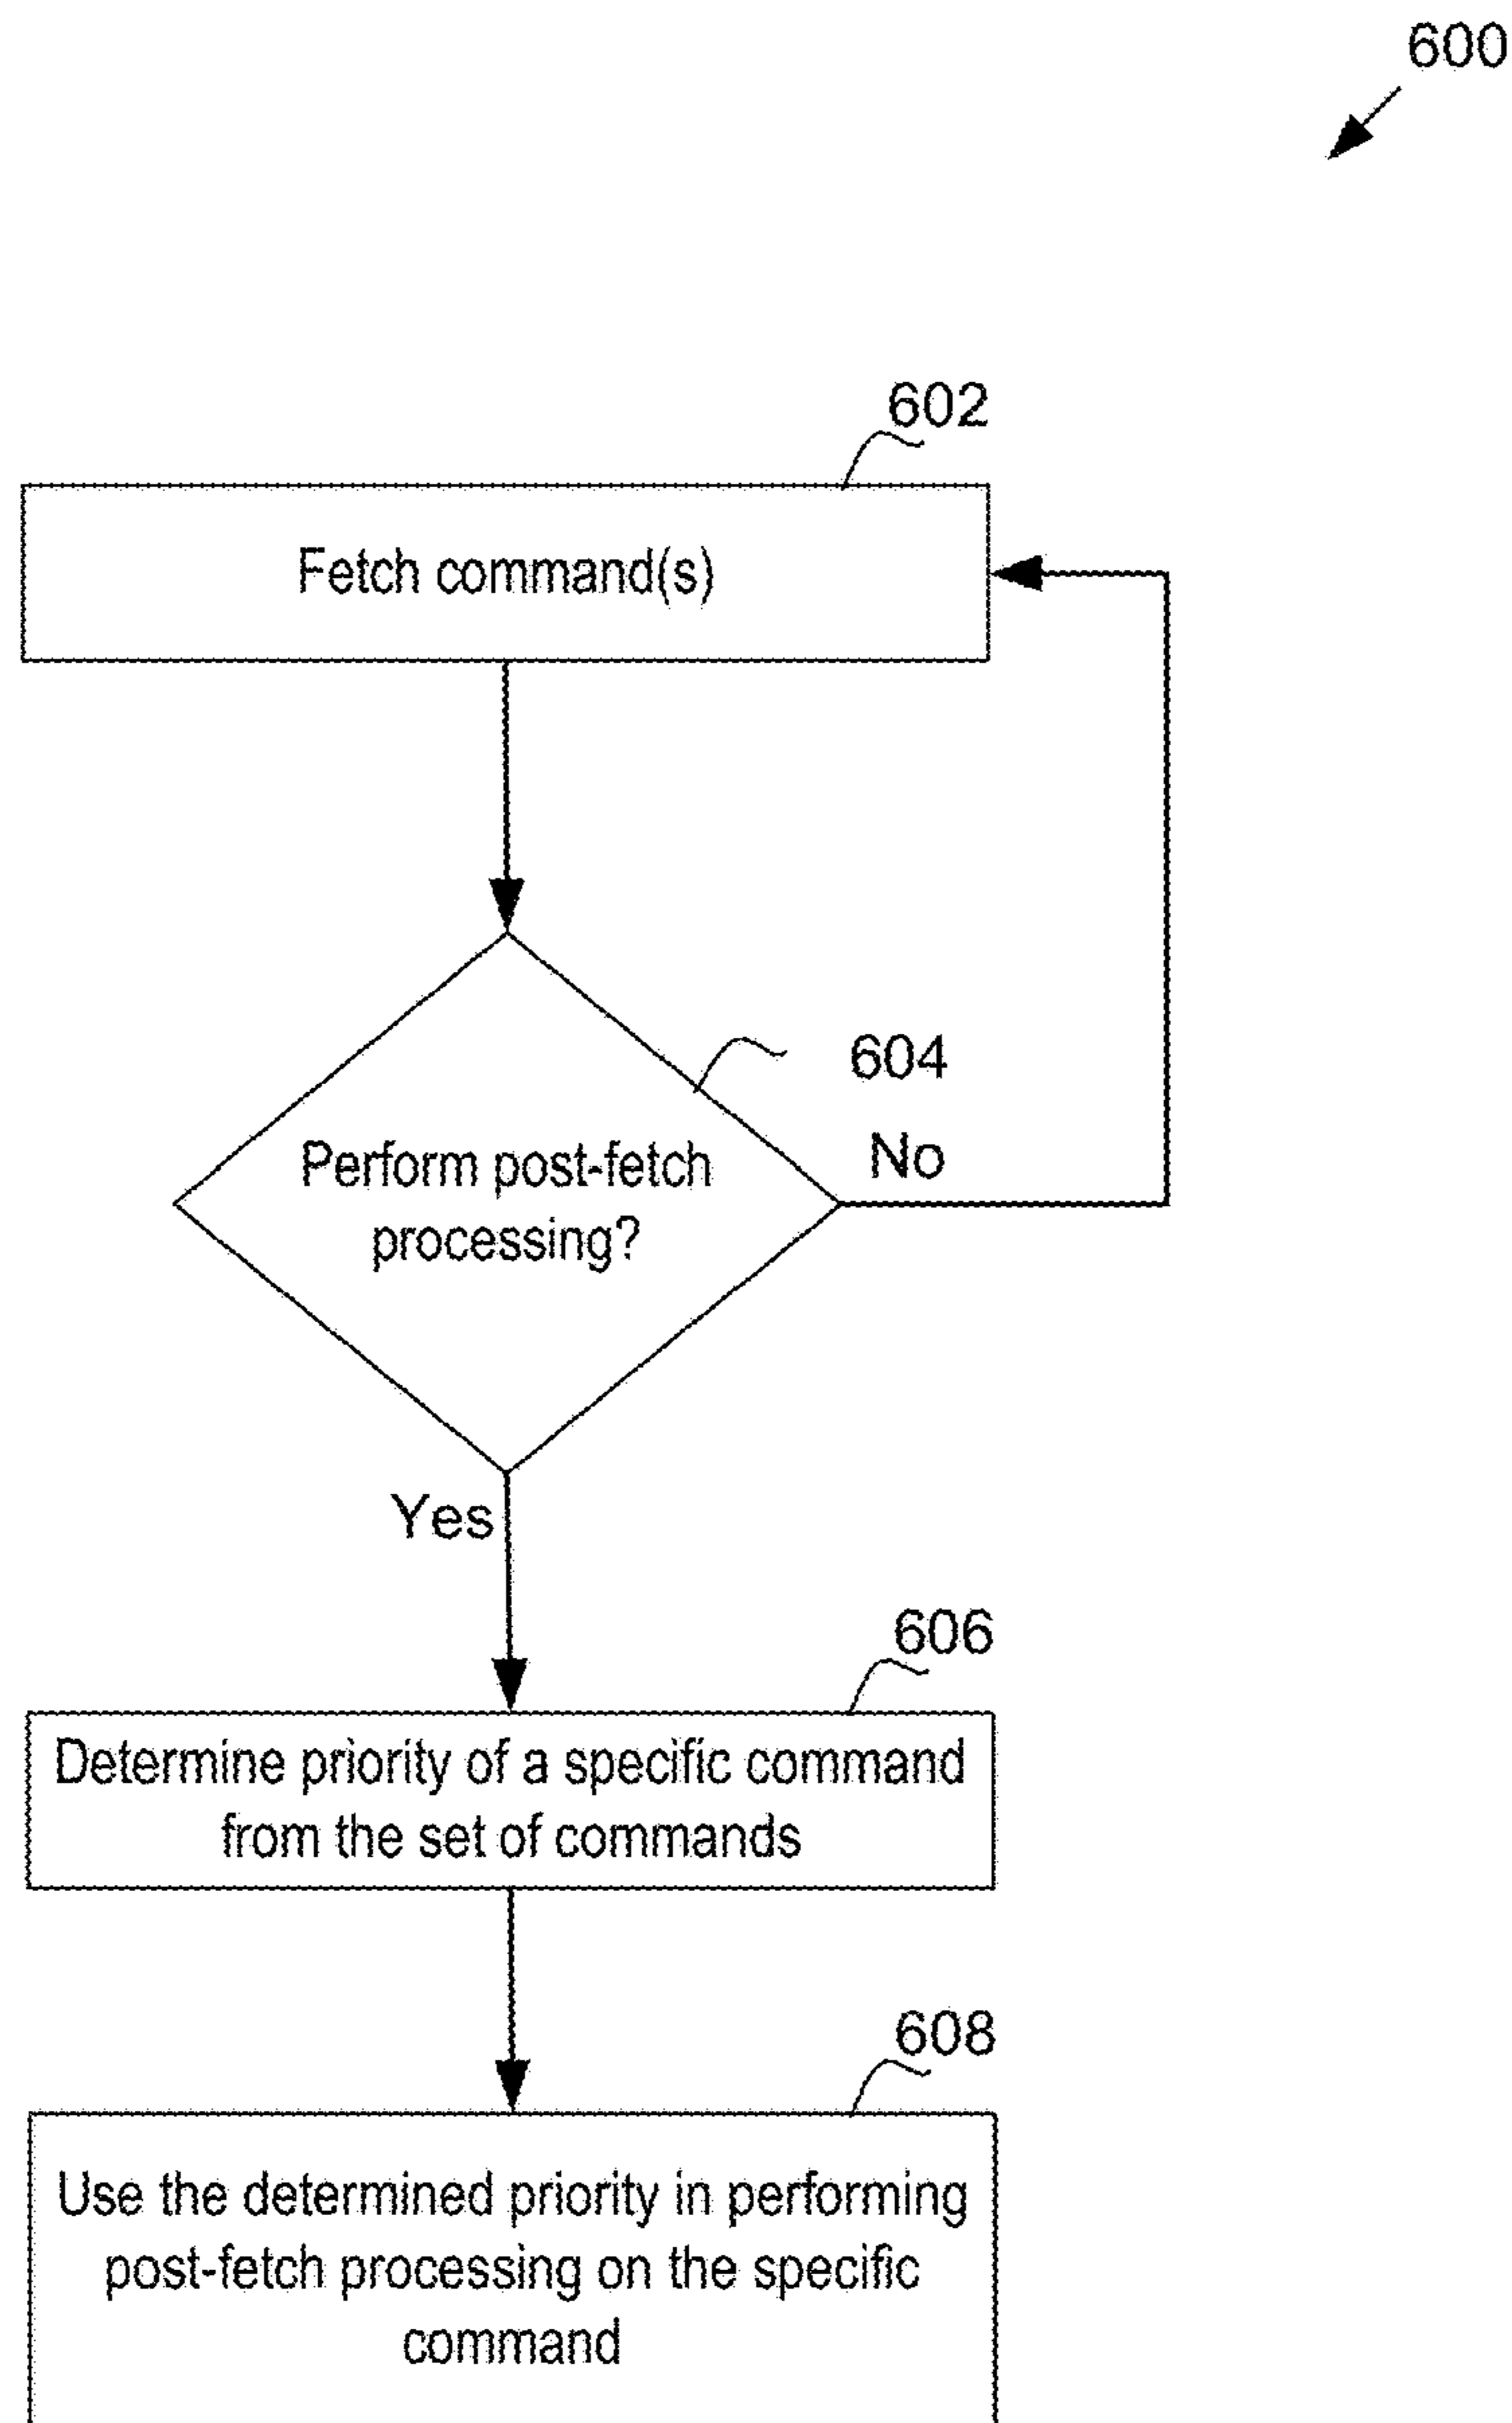 600
602
Fetch command(s)
604
No
Perform post-fetch
processing?
Yes
606
Determine priority of a specific command
from the set of commands
608
Use the determined priority in performing
post-fetch processing on the specific
command